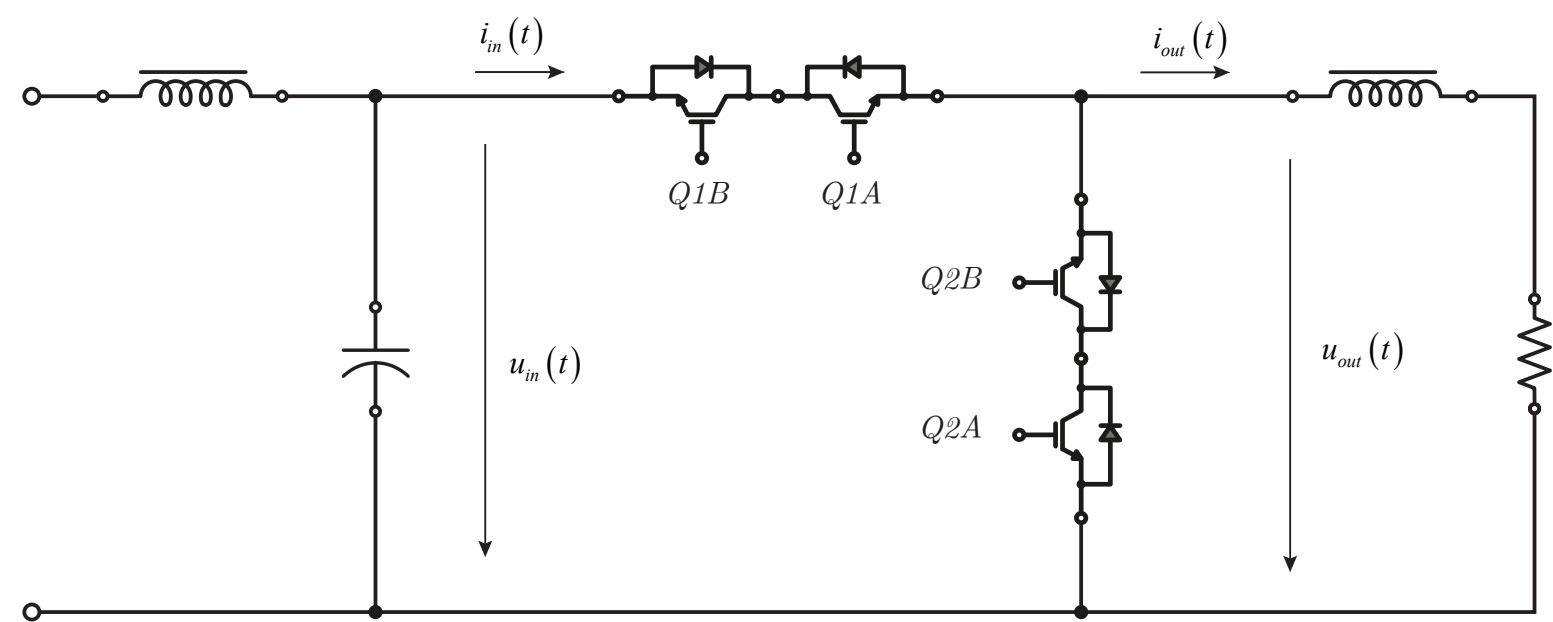 i_in (t)
i_out (t)
Q1B
Q1A
Q2B
u_in (t)
u_out (t)
Q2A